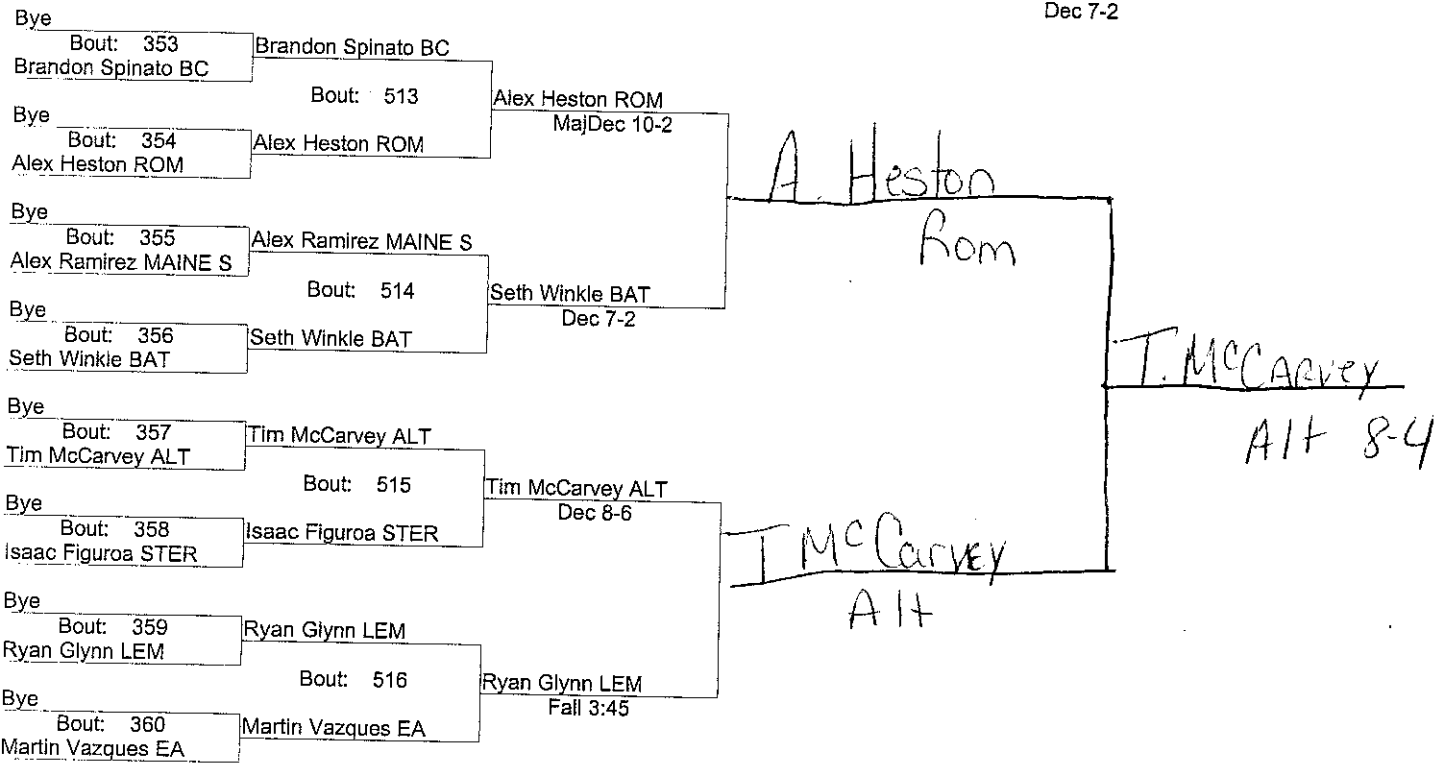 Dec 7-2
Bye
Bout: 353
Brandon Spinato BC
Brandon Spinato BC
Bout: 513
Alex Heston ROM
MajDec 10-2
Bye
Bout: 354
Alex Heston ROM
Alex Heston ROM
A. Heston
Rom
Bye
Bout: 355
Alex Ramirez MAINE S
Alex Ramirez MAINE S
Bout: 514
Seth Winkle BAT
Dec 7-2
Bye
Bout: 356
Seth Winkle BAT
Seth Winkle BAT
T. McCARVEY
Alt 8-4
Bye
Bout: 357
Tim McCarvey ALT
Tim McCarvey ALT
Bout: 515
Tim McCarvey ALT
Dec 8-6
Bye
Bout: 358
Isaac Figuroa STER
Isaac Figuroa STER
T McCarvey
Alt
Bye
Bout: 359
Ryan Glynn LEM
Ryan Glynn LEM
Bout: 516
Ryan Glynn LEM
Fall 3:45
Bye
Bout: 360
Martin Vazques EA
Martin Vazques EA